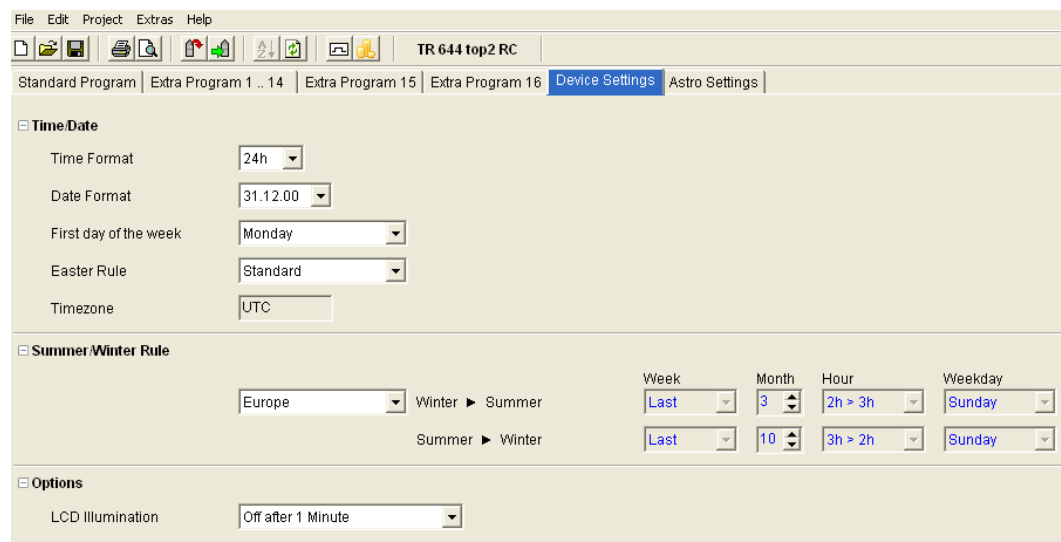 File Edit Project Extras Help
TR 644 top2 RC
Standard Program Extra Program 1 .. 14 Extra Program 15 Extra Program 16 Device Settings Astro Settings
Time/Date
Time Format 24h
Date Format 31.12.00
First day of the week Monday
Easter Rule Standard
Timezone UTC
Summer/Winter Rule
Week Month Hour Weekday
Europe Winter ► Summer Last 3 2h > 3h Sunday
Summer ► Winter Last 10 3h > 2h Sunday
Options
LCD Illumination Off after 1 Minute